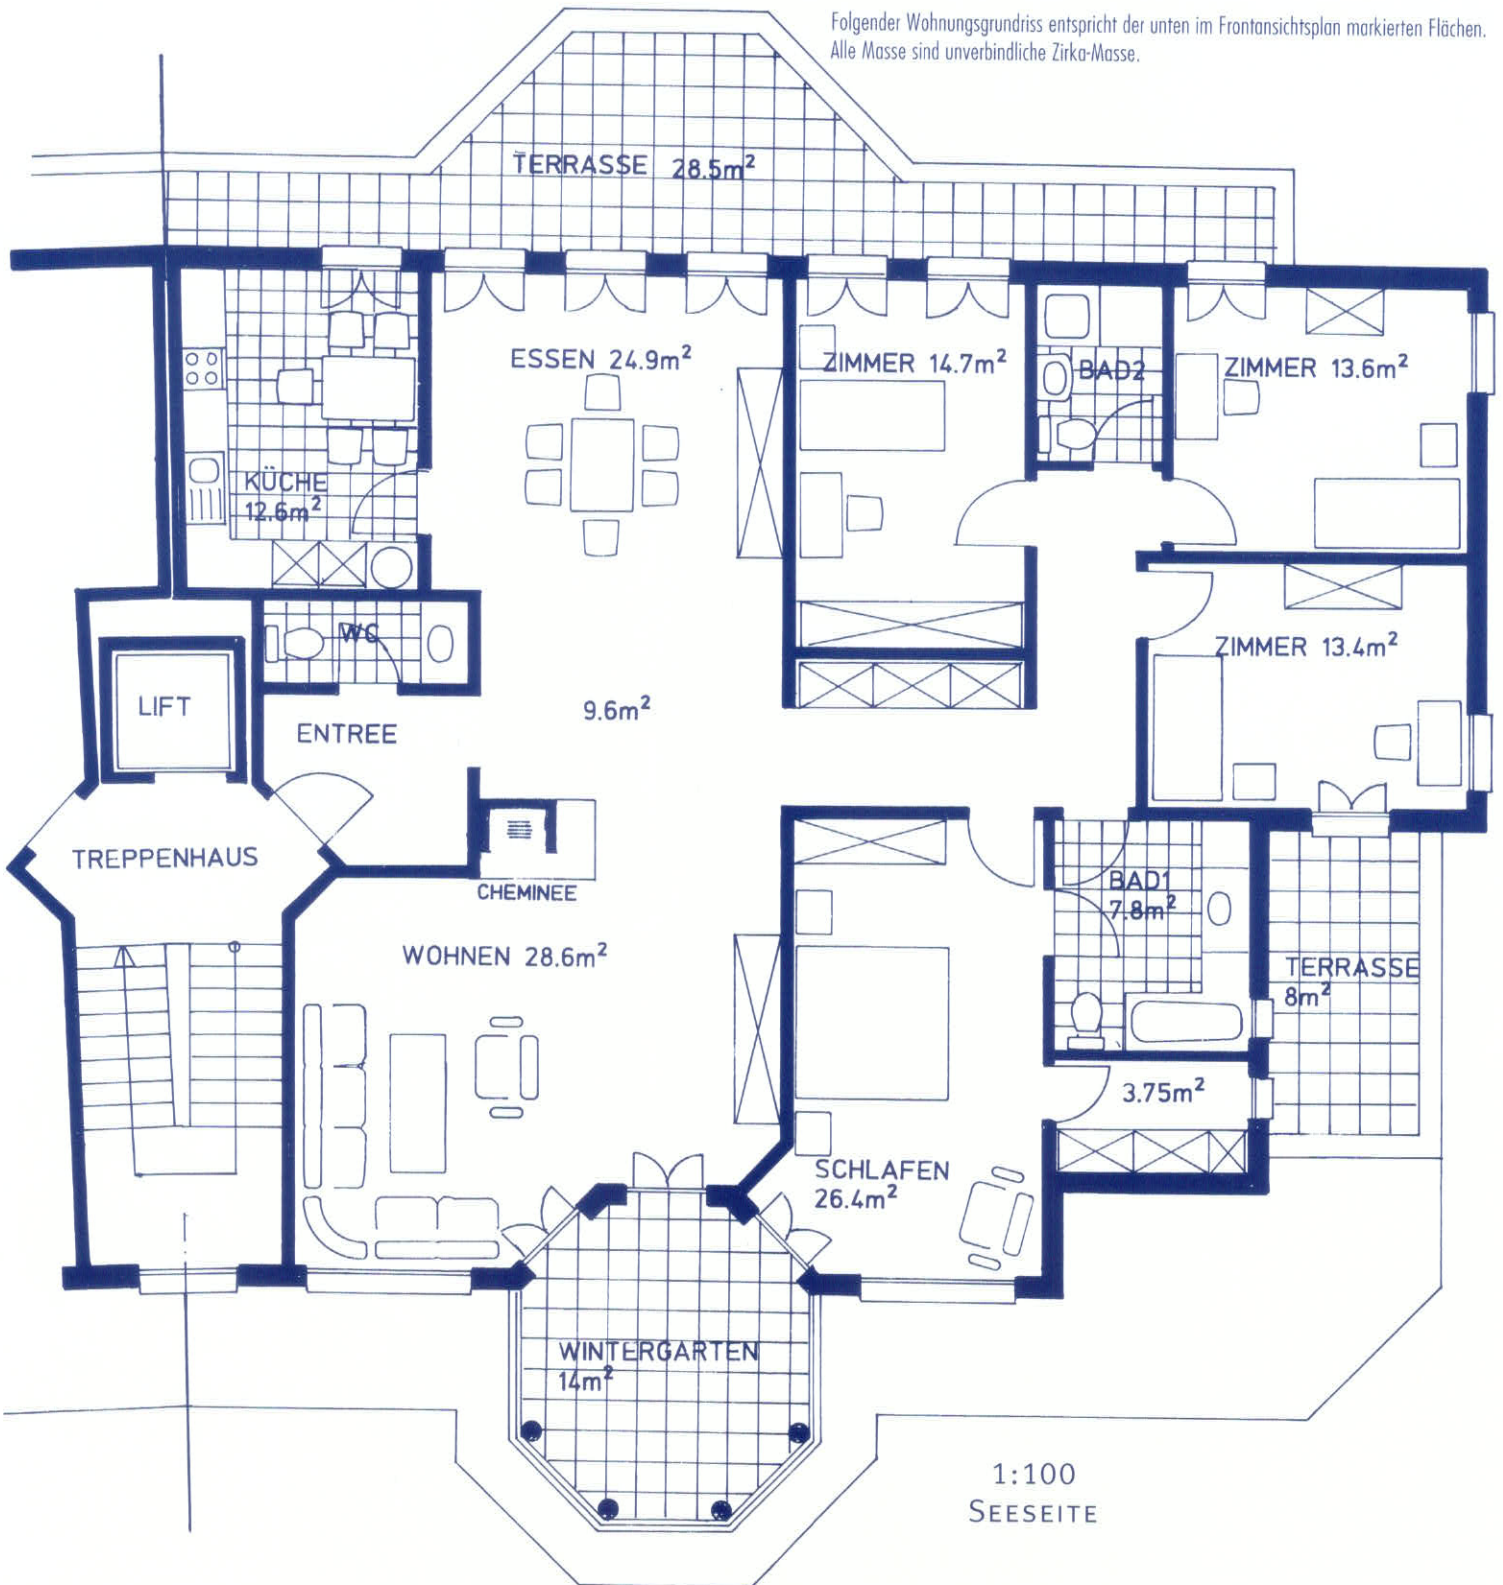 Folgender Wohnungsgrundriss entspricht der unten im Frontansichtsplan markierten Flächen.
Alle Masse sind unverbindliche Zirka-Masse.
TERRASSE 28.5m²
ESSEN 24.9m²
ZIMMER 14.7m²
BAD2
ZIMMER 13.6m²
KÜCHE
12.6m²
WC
ZIMMER 13.4m²
LIFT
9.6m²
ENTREE
TREPPENHAUS
CHEMINEE
BAD1
7.8m²
WOHNEN 28.6m²
TERRASSE
8m²
3.75m²
SCHLAFEN
26.4m²
WINTERGARTEN
14m²
1:100
SEESEITE